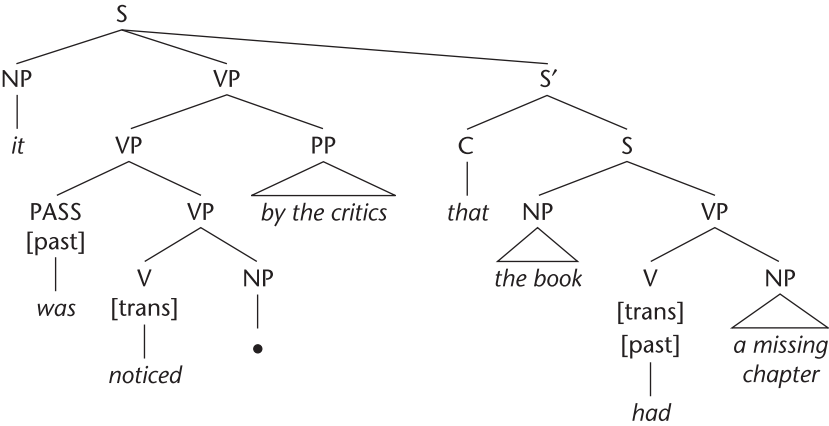 S
NP VP S′
it VP PP C S
PASS VP by the critics that NP VP
[past]
was V NP the book V NP
[trans] [trans]
noticed • [past] a missing
chapter
had